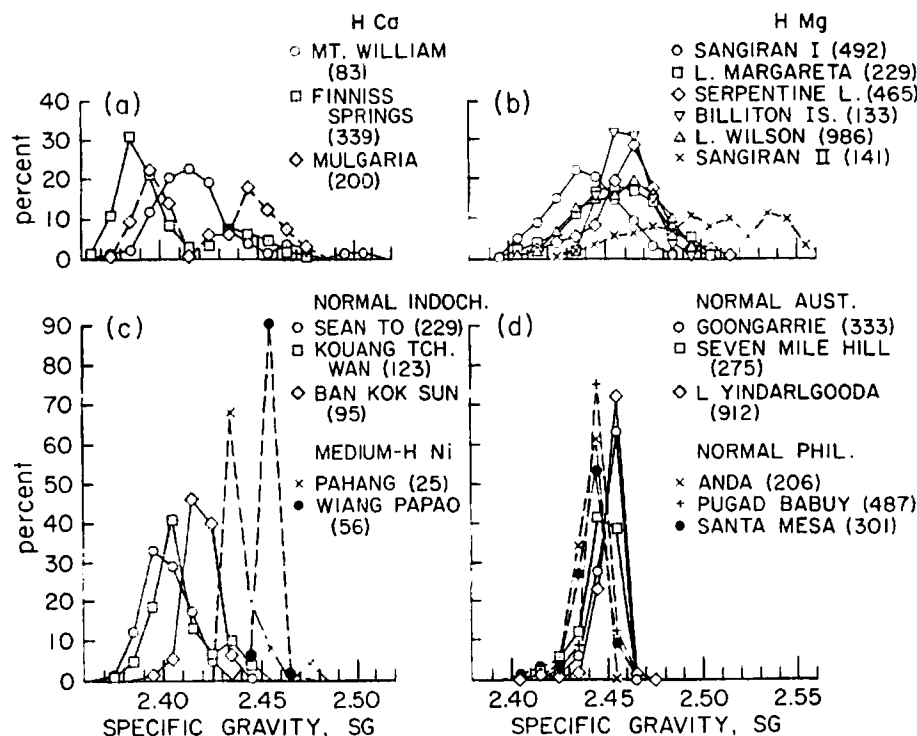 H Ca
MT. WILLIAM
(83)
FINNISS
SPRINGS
(339)
MULGARIA
(200)
H Mg
SANGIRAN I (492)
L. MARGARETA (229)
SERPENTINE L. (465)
BILLITON IS. (133)
L. WILSON (986)
SANGIRAN II (141)
(a)
(b)
40
30
20
10
0
percent
NORMAL INDOCH.
SEAN TO (229)
KOUANG TCH.
WAN (123)
BAN KOK SUN
(95)
MEDIUM-H Ni
PAHANG (25)
WIANG PAPAO
(56)
NORMAL AUST.
GOONGARRIE (333)
SEVEN MILE HILL
(275)
L YINDARLGOODA
(912)
NORMAL PHIL.
ANDA (206)
PUGAD BABUY (487)
SANTA MESA (301)
(c)
(d)
90
80
70
60
50
40
30
20
10
0
percent
2.40 2.45 2.50
SPECIFIC GRAVITY, SG
2.40 2.45 2.50 2.56
SPECIFIC GRAVITY, SG